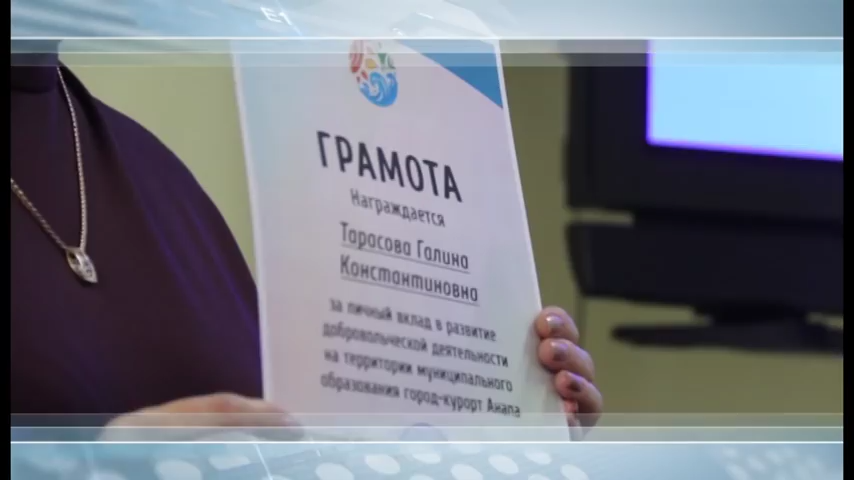 ГРАМОТА
Награждается
Тарасова Галина
Константиновна
за личный вклад в развитие
добровольческой деятельности
на территории муниципального
образования город-курорт Анапа